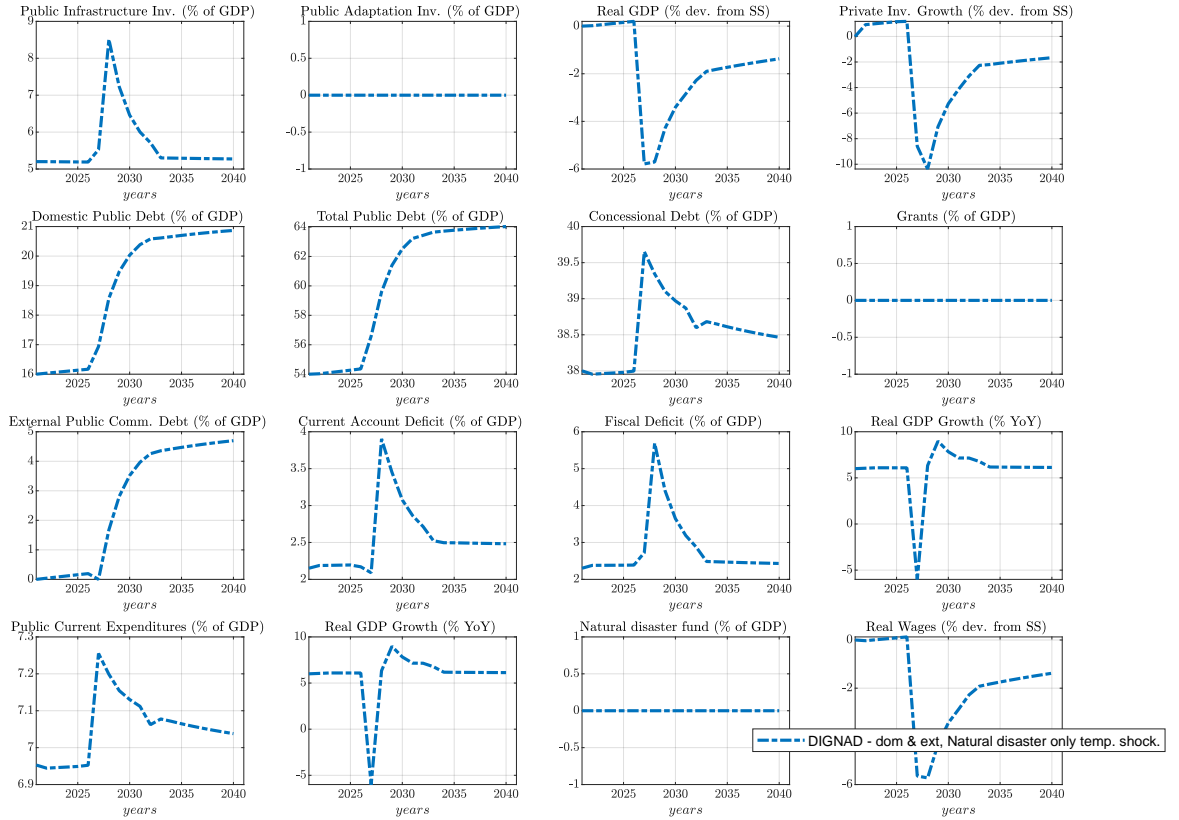 Public Infrastructure Inv. (% of GDP)
9
8
7
6
5
2025 2030 2035 2040
years
Public Adaptation Inv. (% of GDP)
1
0.5
0
-0.5
-1
2025 2030 2035 2040
years
Real GDP (% dev. from SS)
0
-2
-4
-6
2025 2030 2035 2040
years
Private Inv. Growth (% dev. from SS)
0
-2
-4
-6
-8
-10
2025 2030 2035 2040
years
Domestic Public Debt (% of GDP)
21
20
19
18
17
16
2025 2030 2035 2040
years
Total Public Debt (% of GDP)
64
62
60
58
56
54
2025 2030 2035 2040
years
Concessional Debt (% of GDP)
40
39.5
39
38.5
38
2025 2030 2035 2040
years
Grants (% of GDP)
1
0.5
0
-0.5
-1
2025 2030 2035 2040
years
External Public Comm. Debt (% of GDP)
5
4
3
2
1
0
2025 2030 2035 2040
years
Current Account Deficit (% of GDP)
4
3.5
3
2.5
2
2025 2030 2035 2040
years
Fiscal Deficit (% of GDP)
6
5
4
3
2
2025 2030 2035 2040
years
Real GDP Growth (% YoY)
10
5
0
-5
2025 2030 2035 2040
years
Public Current Expenditures (% of GDP)
7.3
7.2
7.1
7
6.9
2025 2030 2035 2040
years
Real GDP Growth (% YoY)
10
5
0
-5
2025 2030 2035 2040
years
Natural disaster fund (% of GDP)
1
0.5
0
-0.5
-1
2025 2030 2035 2040
years
Real Wages (% dev. from SS)
0
-2
-6
2025 2030 2035 2040
years
DIGNAD - dom & ext, Natural disaster only temp. shock.